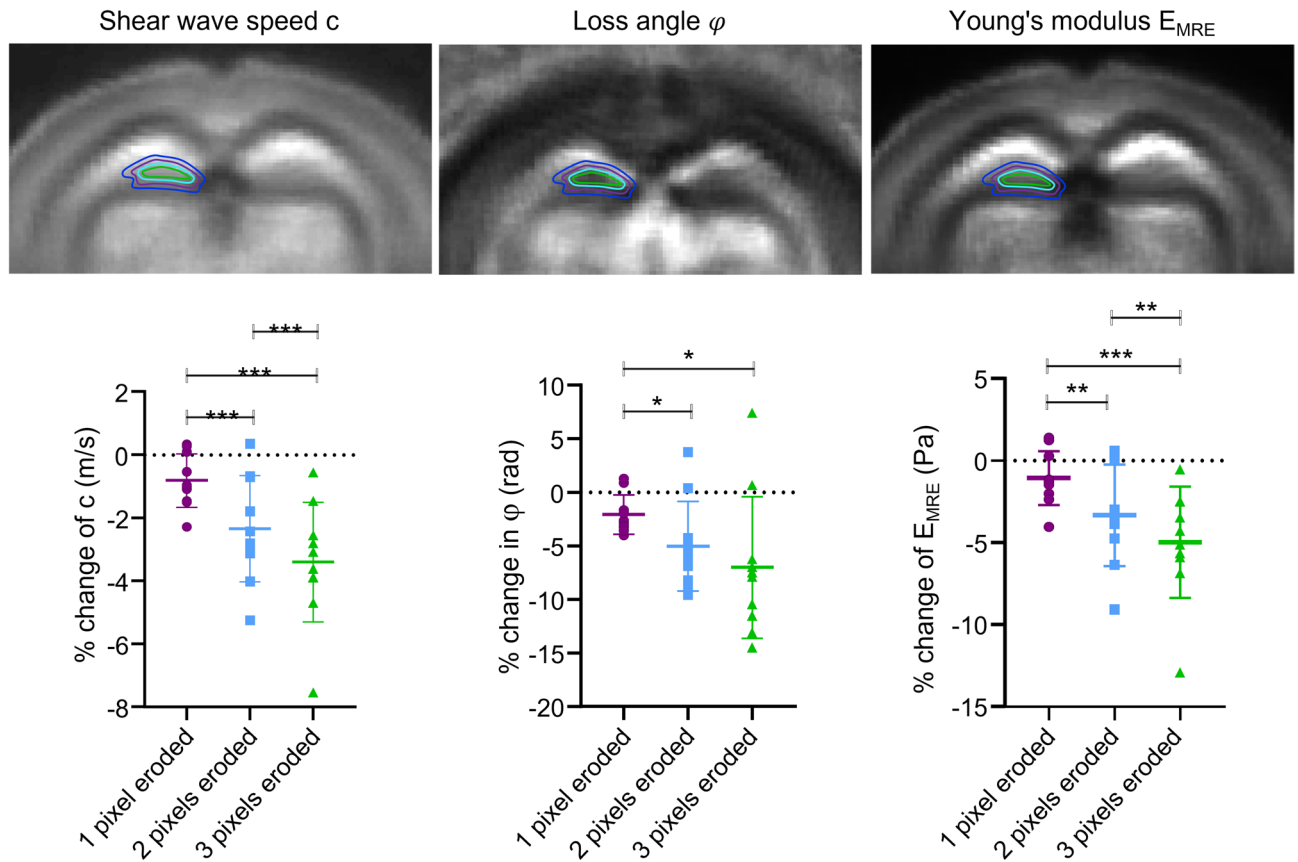 Shear wave speed c
Loss angle φ
Young's modulus E_MRE
***
***
***
2
0
-2
-4
-6
-8
% change of c (m/s)
1 pixel eroded
2 pixels eroded
3 pixels eroded
*
*
10
5
0
-5
-10
-15
-20
% change in φ (rad)
1 pixel eroded
2 pixels eroded
3 pixels eroded
**
***
**
5
0
-5
-10
-15
% change of E_MRE (Pa)
1 pixel eroded
2 pixels eroded
3 pixels eroded